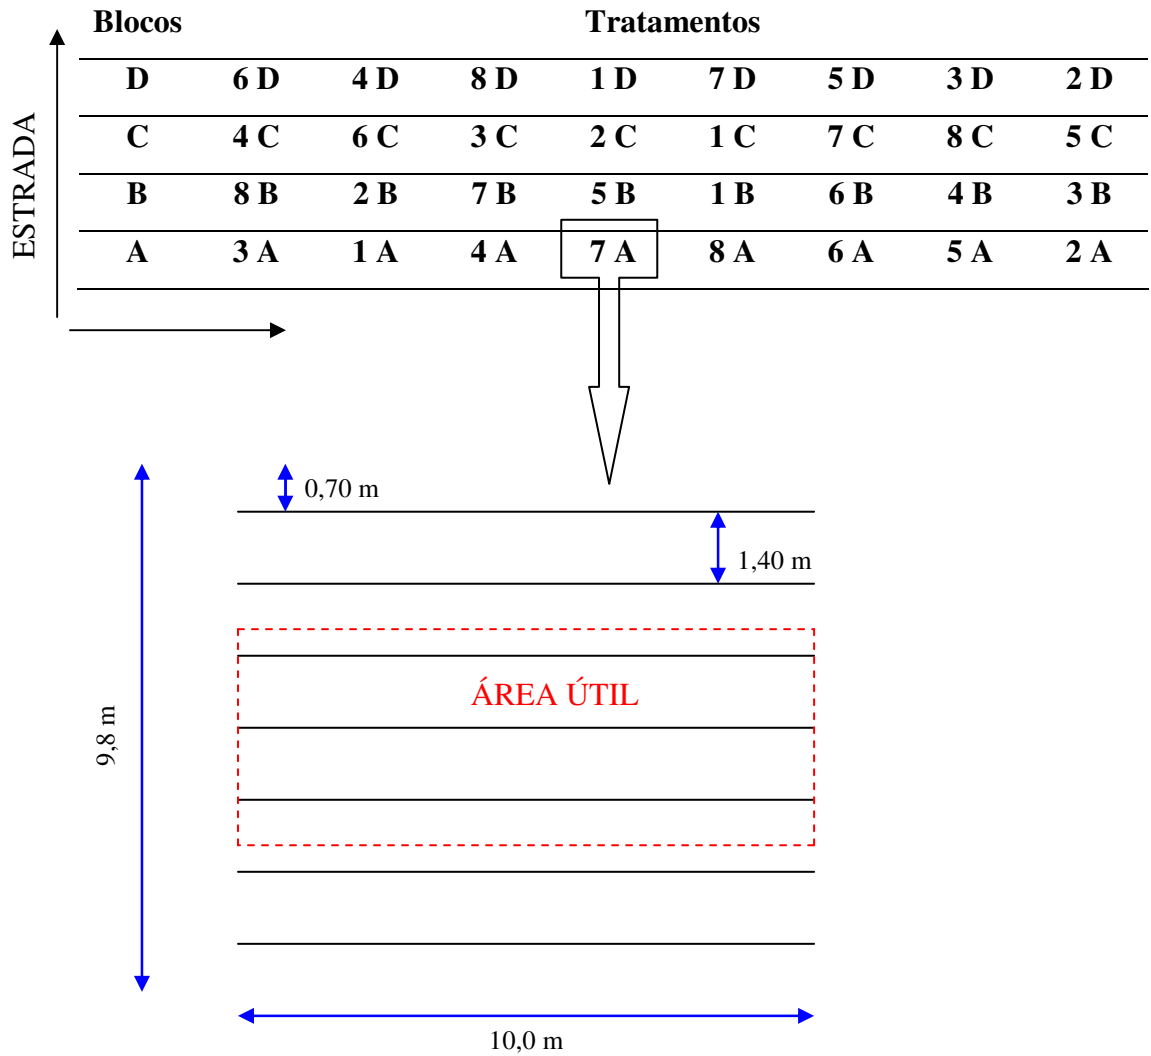 Blocos Tratamentos
D 6 D 4 D 8 D 1 D 7 D 5 D 3 D 2 D
C 4 C 6 C 3 C 2 C 1 C 7 C 8 C 5 C
B 8 B 2 B 7 B 5 B 1 B 6 B 4 B 3 B
A 3 A 1 A 4 A 7 A 8 A 6 A 5 A 2 A
ESTRADA
0,70 m
1,40 m
ÁREA ÚTIL
9,8 m
10,0 m